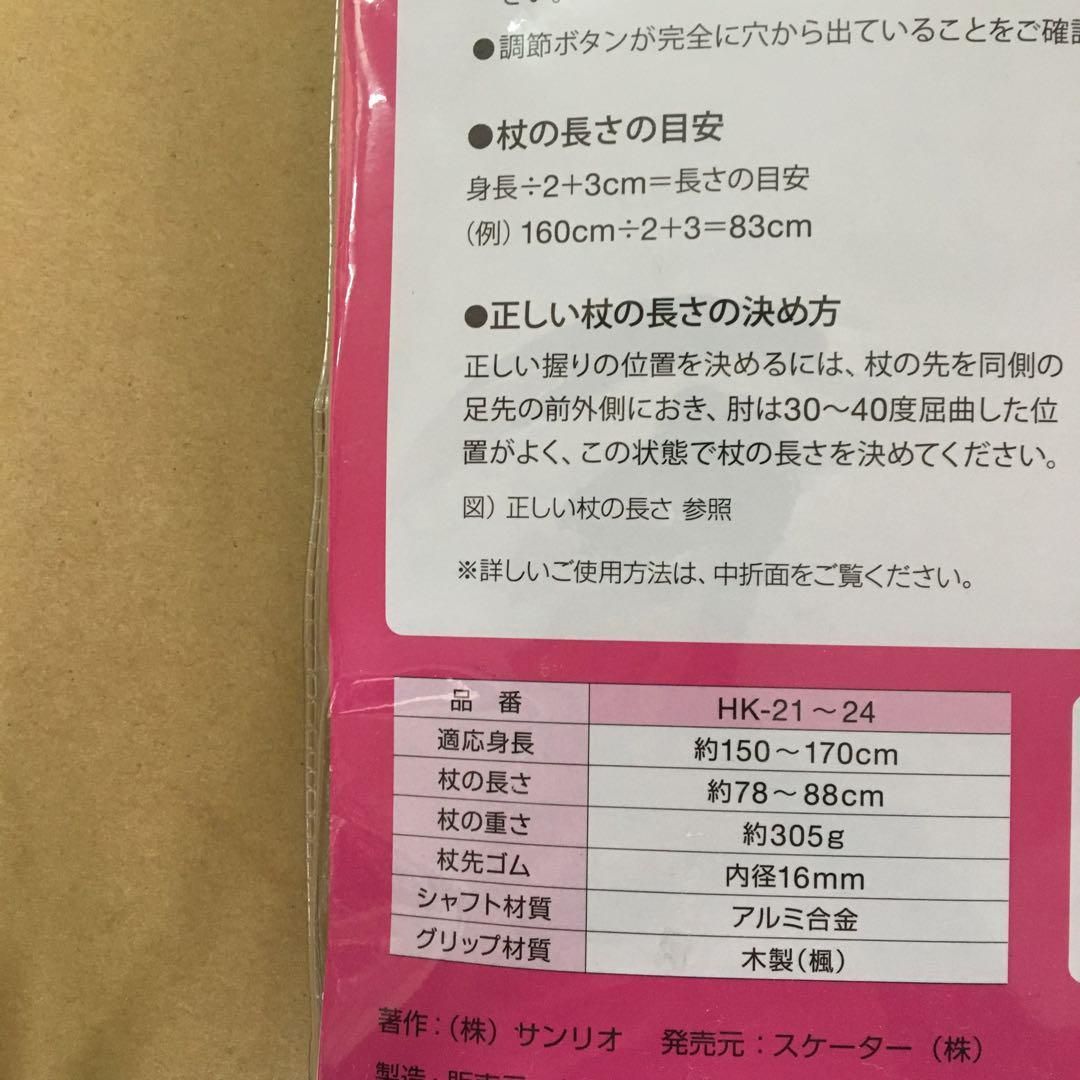 さい。
●調節ボタンが完全に穴から出ていることをご確認
●杖の長さの目安
身長÷2+3cm=長さの目安
(例) 160cm÷2+3=83cm
●正しい杖の長さの決め方
正しい握りの位置を決めるには、杖の先を同側の
足先の前外側におき、肘は30〜40度屈曲した位
置がよく、この状態で杖の長さを決めてください。
図) 正しい杖の長さ 参照
※詳しいご使用方法は、中折面をご覧ください。
品 番 HK-21〜24
適応身長 約150〜170cm
杖の長さ 約78〜88cm
杖の重さ 約305g
杖先ゴム 内径16mm
シャフト材質 アルミ合金
グリップ材質 木製(楓)
著作:(株) サンリオ 発売元:スケーター(株)
製造・販売元